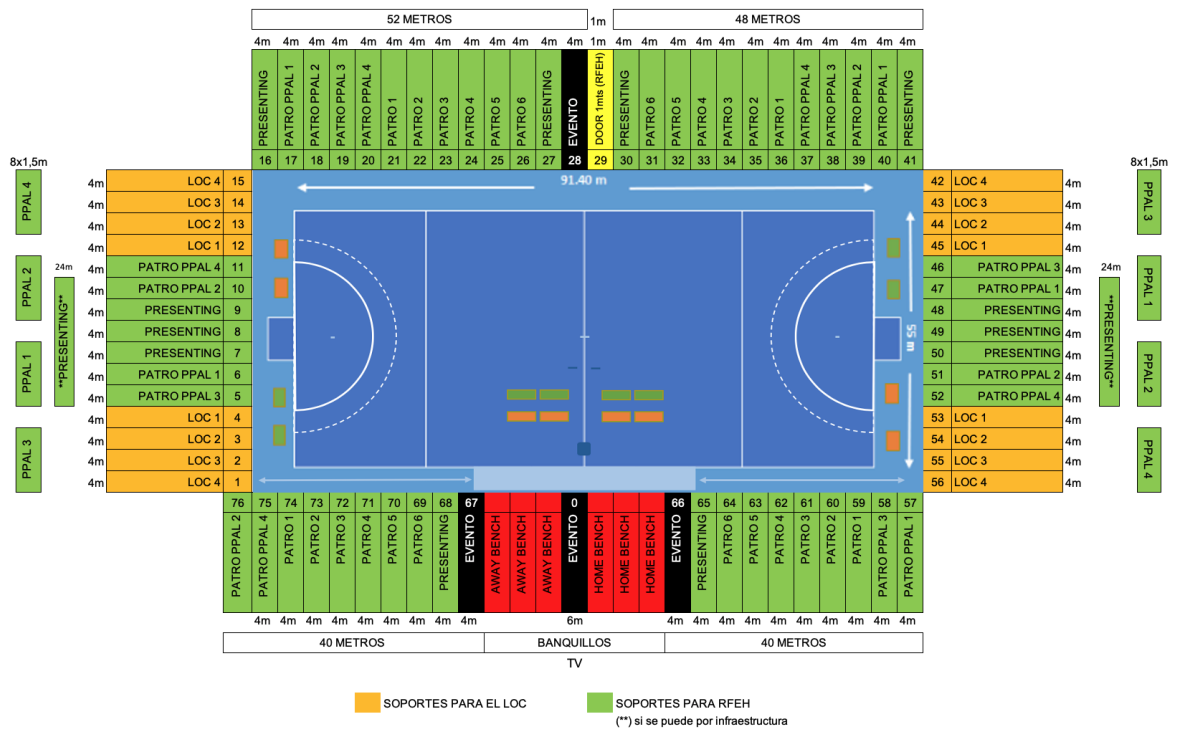 52 METROS 1m 48 METROS
4m 4m 4m 4m 4m 4m 4m 4m 4m 4m 4m 4m 4m 1m 4m 4m 4m 4m 4m 4m 4m 4m 4m 4m 4m 4m
PRESENTING
PATRO PPAL 1
PATRO PPAL 2
PATRO PPAL 3
PATRO PPAL 4
PATRO 1
PATRO 2
PATRO 3
PATRO 4
PATRO 5
PATRO 6
PRESENTING
EVENTO
DOOR 1mts (RFEH)
PRESENTING
PATRO 6
PATRO 5
PATRO 4
PATRO 3
PATRO 2
PATRO 1
PATRO PPAL 4
PATRO PPAL 3
PATRO PPAL 2
PATRO PPAL 1
PRESENTING
16 17 18 19 20 21 22 23 24 25 26 27 28 29 30 31 32 33 34 35 36 37 38 39 40 41
8x1,5m
PPAL 4
PPAL 2
PPAL 1
PPAL 3
24m
**PRESENTING**
4m LOC 4 15
4m LOC 3 14
4m LOC 2 13
4m LOC 1 12
4m PATRO PPAL 4 11
4m PATRO PPAL 2 10
4m PRESENTING 9
4m PRESENTING 8
4m PRESENTING 7
4m PATRO PPAL 1 6
4m PATRO PPAL 3 5
4m LOC 1 4
4m LOC 2 3
4m LOC 3 2
4m LOC 4 1
91.40 m
55 m
42 LOC 4 4m
43 LOC 3 4m
44 LOC 2 4m
45 LOC 1 4m
46 PATRO PPAL 3 4m
47 PATRO PPAL 1 4m
48 PRESENTING 4m
49 PRESENTING 4m
50 PRESENTING 4m
51 PATRO PPAL 2 4m
52 PATRO PPAL 4 4m
53 LOC 1 4m
54 LOC 2 4m
55 LOC 3 4m
56 LOC 4 4m
24m
**PRESENTING**
8x1,5m
PPAL 3
PPAL 1
PPAL 2
PPAL 4
76 75 74 73 72 71 70 69 68 67 0 66 65 64 63 62 61 60 59 58 57
PATRO PPAL 2
PATRO PPAL 4
PATRO 1
PATRO 2
PATRO 3
PATRO 4
PATRO 5
PATRO 6
PRESENTING
EVENTO
AWAY BENCH
AWAY BENCH
AWAY BENCH
EVENTO
HOME BENCH
HOME BENCH
HOME BENCH
EVENTO
PRESENTING
PATRO 6
PATRO 5
PATRO 4
PATRO 3
PATRO 2
PATRO 1
PATRO PPAL 3
PATRO PPAL 1
4m 4m 4m 4m 4m 4m 4m 4m 4m 6m 4m 4m 4m 4m 4m 4m 4m 4m 4m 4m
40 METROS BANQUILLOS 40 METROS
TV
SOPORTES PARA EL LOC SOPORTES PARA RFEH
(**) si se puede por infraestructura